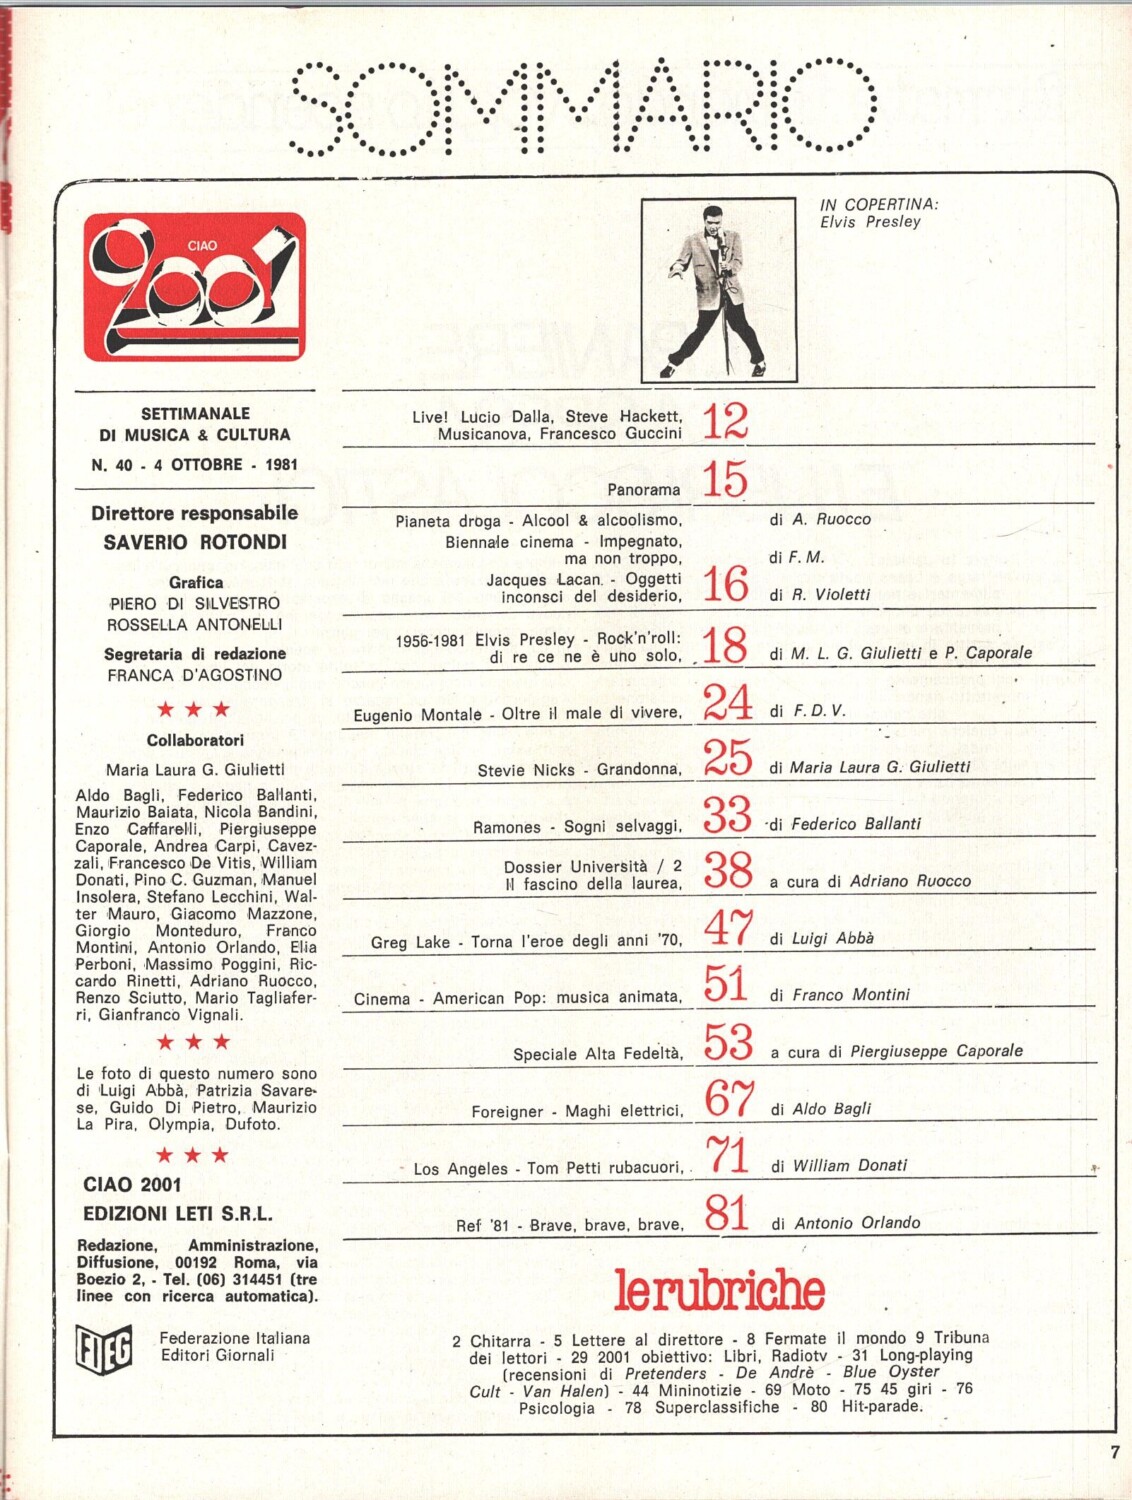 SOMMARIO
CIAO
2001
IN COPERTINA:
Elvis Presley
SETTIMANALE
DI MUSICA & CULTURA
N. 40 - 4 OTTOBRE - 1981
Direttore responsabile
SAVERIO ROTONDI
Grafica
PIERO DI SILVESTRO
ROSSELLA ANTONELLI
Segretaria di redazione
FRANCA D'AGOSTINO
★ ★ ★
Collaboratori
Maria Laura G. Giulietti
Aldo Bagli, Federico Ballanti,
Maurizio Baiata, Nicola Bandini,
Enzo Caffarelli, Piergiuseppe
Caporale, Andrea Carpi, Cavez-
zali, Francesco De Vitis, William
Donati, Pino C. Guzman, Manuel
Insolera, Stefano Lecchini, Wal-
ter Mauro, Giacomo Mazzone,
Giorgio Monteduro, Franco
Montini, Antonio Orlando, Elia
Perboni, Massimo Poggini, Ric-
cardo Rinetti, Adriano Ruocco,
Renzo Sciutto, Mario Tagliafer-
ri, Gianfranco Vignali.
★ ★ ★
Le foto di questo numero sono
di Luigi Abbà, Patrizia Savare-
se, Guido Di Pietro, Maurizio
La Pira, Olympia, Dufoto.
★ ★ ★
CIAO 2001
EDIZIONI LETI S.R.L.
Redazione, Amministrazione,
Diffusione, 00192 Roma, via
Boezio 2, - Tel. (06) 314451 (tre
linee con ricerca automatica).
FIEG
Federazione Italiana
Editori Giornali
Live! Lucio Dalla, Steve Hackett,
Musicanova, Francesco Guccini 12
Panorama 15
Pianeta droga - Alcool & alcoolismo, di A. Ruocco
Biennale cinema - Impegnato,
ma non troppo, di F. M.
Jacques Lacan. - Oggetti
inconsci del desiderio, 16 di R. Violetti
1956-1981 Elvis Presley - Rock'n'roll:
di re ce ne è uno solo, 18 di M. L. G. Giulietti e P. Caporale
Eugenio Montale - Oltre il male di vivere, 24 di F. D. V.
Stevie Nicks - Grandonna, 25 di Maria Laura G. Giulietti
Ramones - Sogni selvaggi, 33 di Federico Ballanti
Dossier Università / 2
Il fascino della laurea, 38 a cura di Adriano Ruocco
Greg Lake - Torna l'eroe degli anni '70, 47 di Luigi Abbà
Cinema - American Pop: musica animata, 51 di Franco Montini
Speciale Alta Fedeltà, 53 a cura di Piergiuseppe Caporale
Foreigner - Maghi elettrici, 67 di Aldo Bagli
Los Angeles - Tom Petti rubacuori, 71 di William Donati
Ref '81 - Brave, brave, brave, 81 di Antonio Orlando
le rubriche
2 Chitarra - 5 Lettere al direttore - 8 Fermate il mondo 9 Tribuna
dei lettori - 29 2001 obiettivo: Libri, Radiotv - 31 Long-playing
(recensioni di Pretenders - De Andrè - Blue Oyster
Cult - Van Halen) - 44 Mininotizie - 69 Moto - 75 45 giri - 76
Psicologia - 78 Superclassifiche - 80 Hit-parade.
7